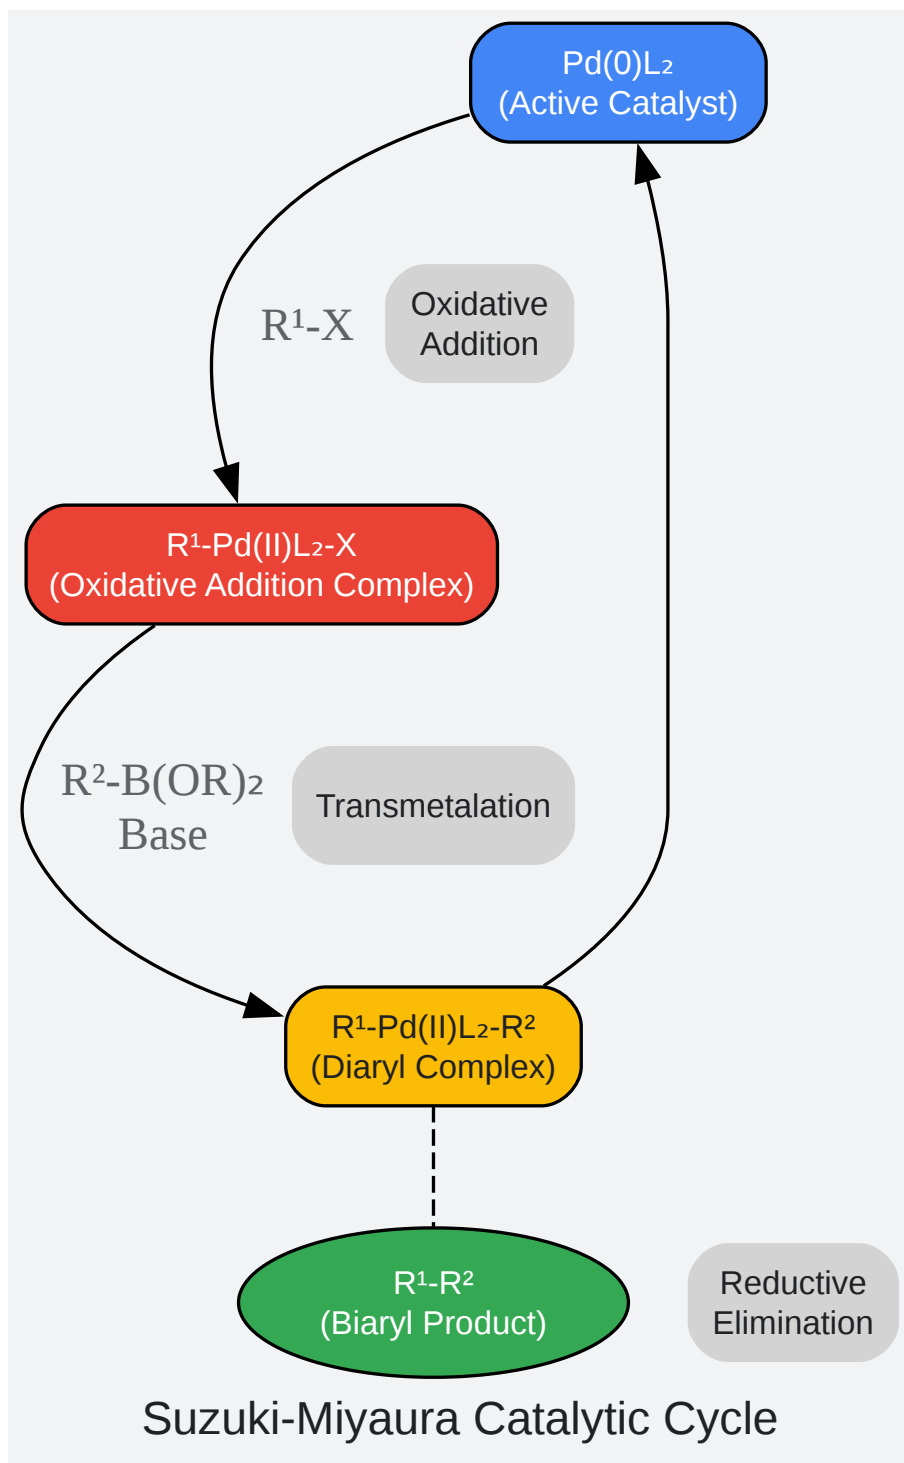 Pd(0)L₂
(Active Catalyst)
R¹-X
Oxidative
Addition
R¹-Pd(II)L₂-X
(Oxidative Addition Complex)
R²-B(OR)₂
Base
Transmetalation
R¹-Pd(II)L₂-R²
(Diaryl Complex)
R¹-R²
(Biaryl Product)
Reductive
Elimination
Suzuki-Miyaura Catalytic Cycle